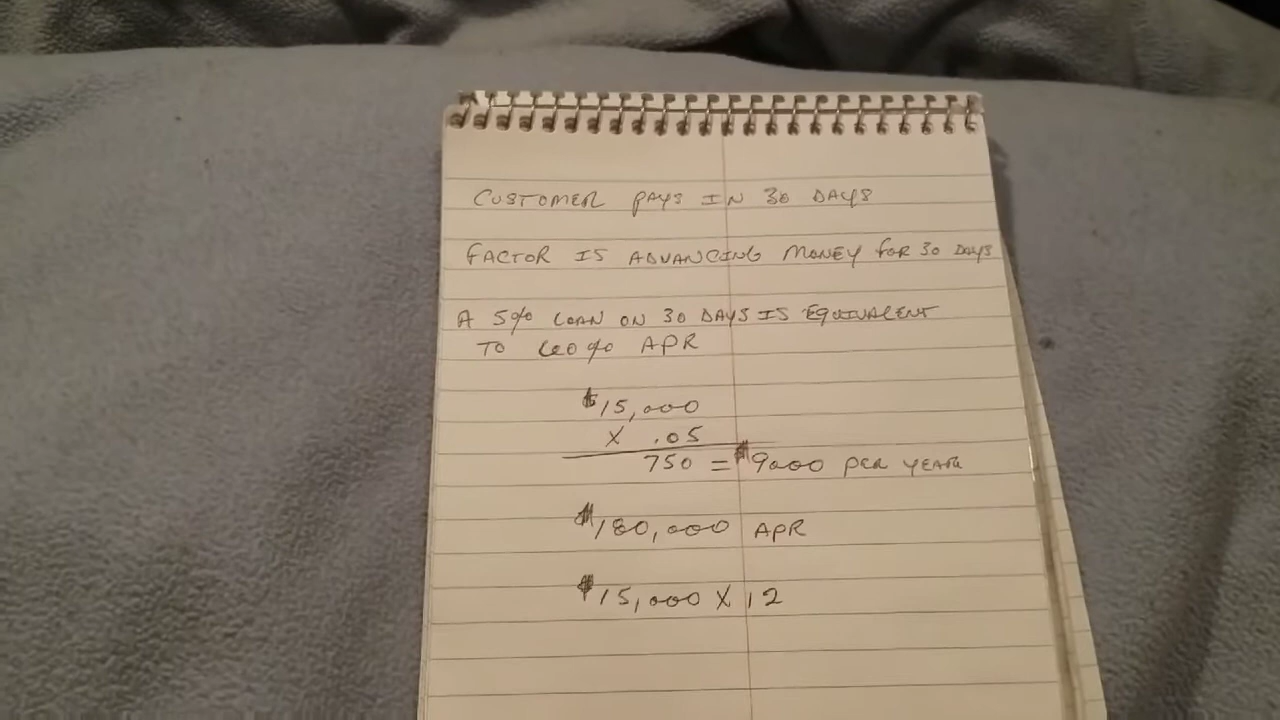 CUSTOMER PAYS IN 30 DAYS
FACTOR IS ADVANCING MONEY FOR 30 DAYS
A 5% LOAN ON 30 DAYS IS EQUIVALENT
TO 60% APR
$15,000
X .05
750 = $9000 PER YEAR
$180,000 APR
$15,000 X 12